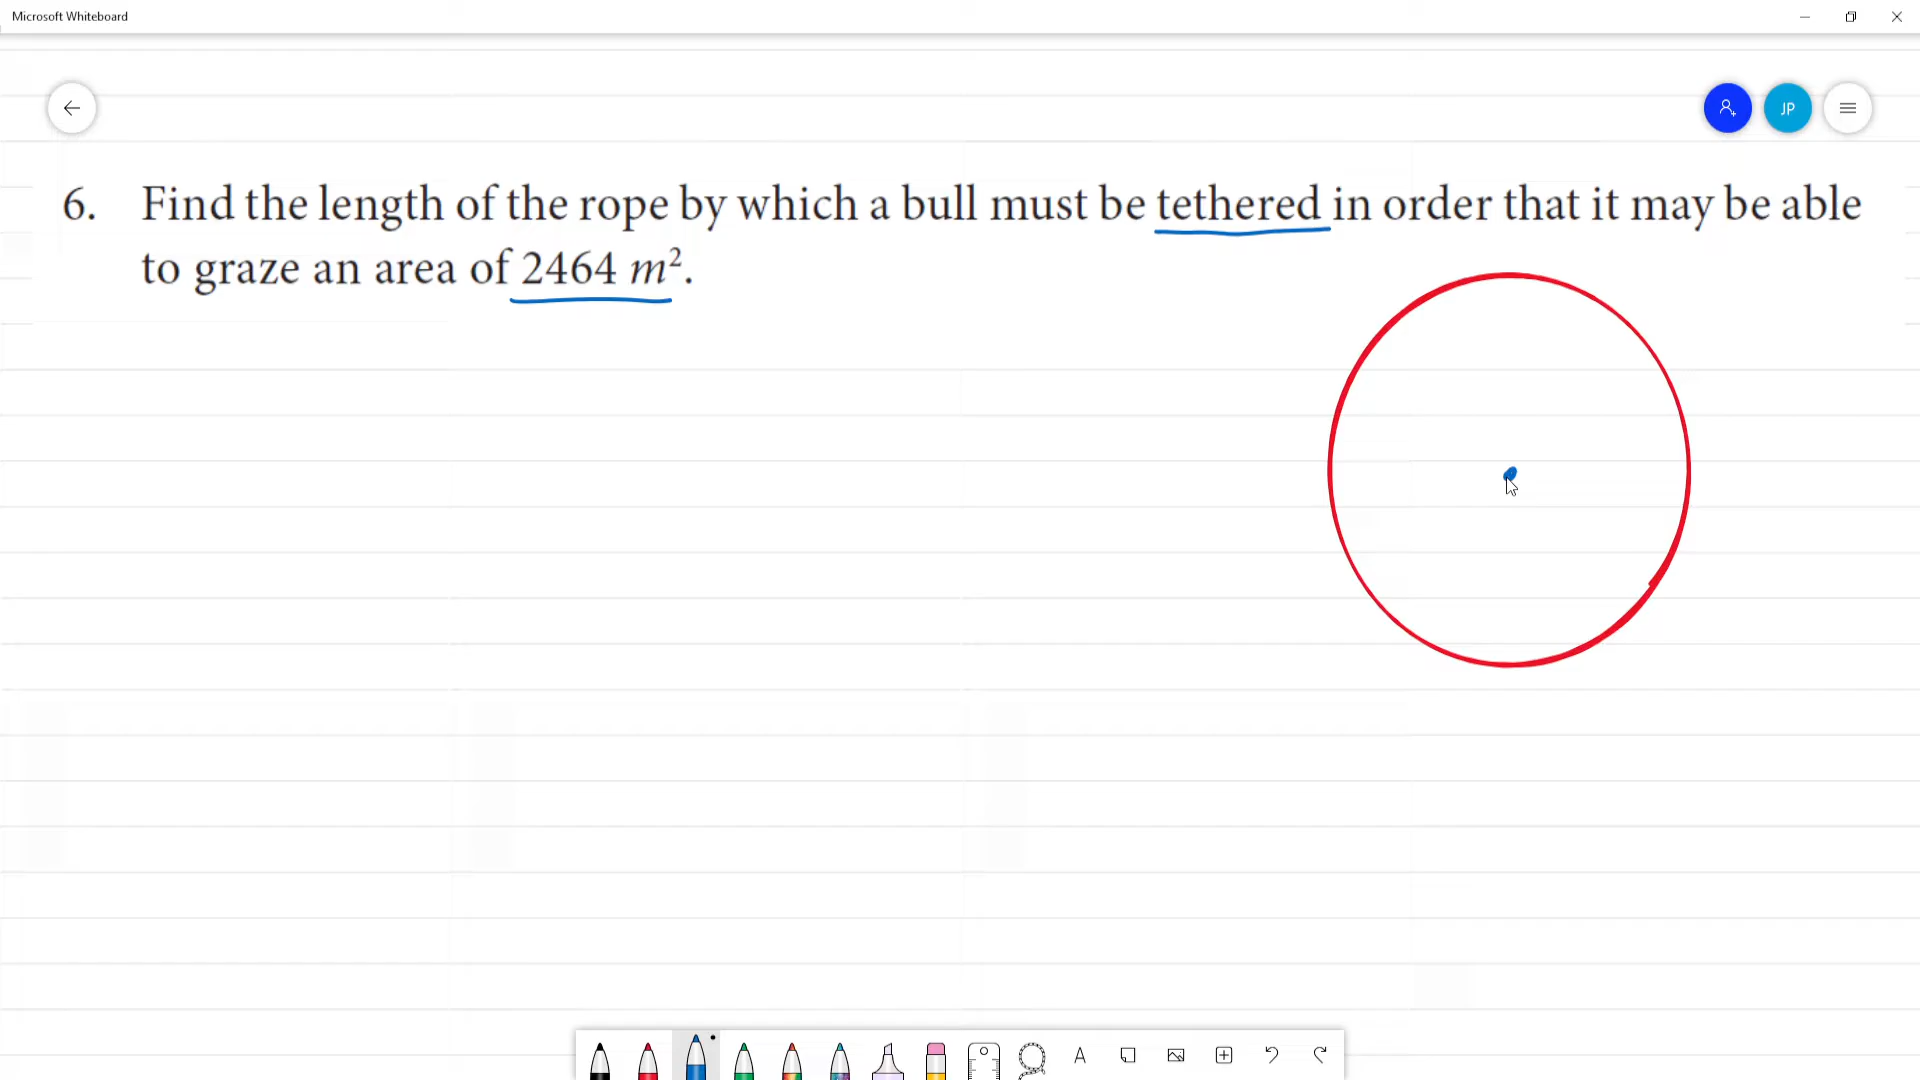 Microsoft Whiteboard
JP
6. Find the length of the rope by which a bull must be tethered in order that it may be able
to graze an area of 2464 m².
A